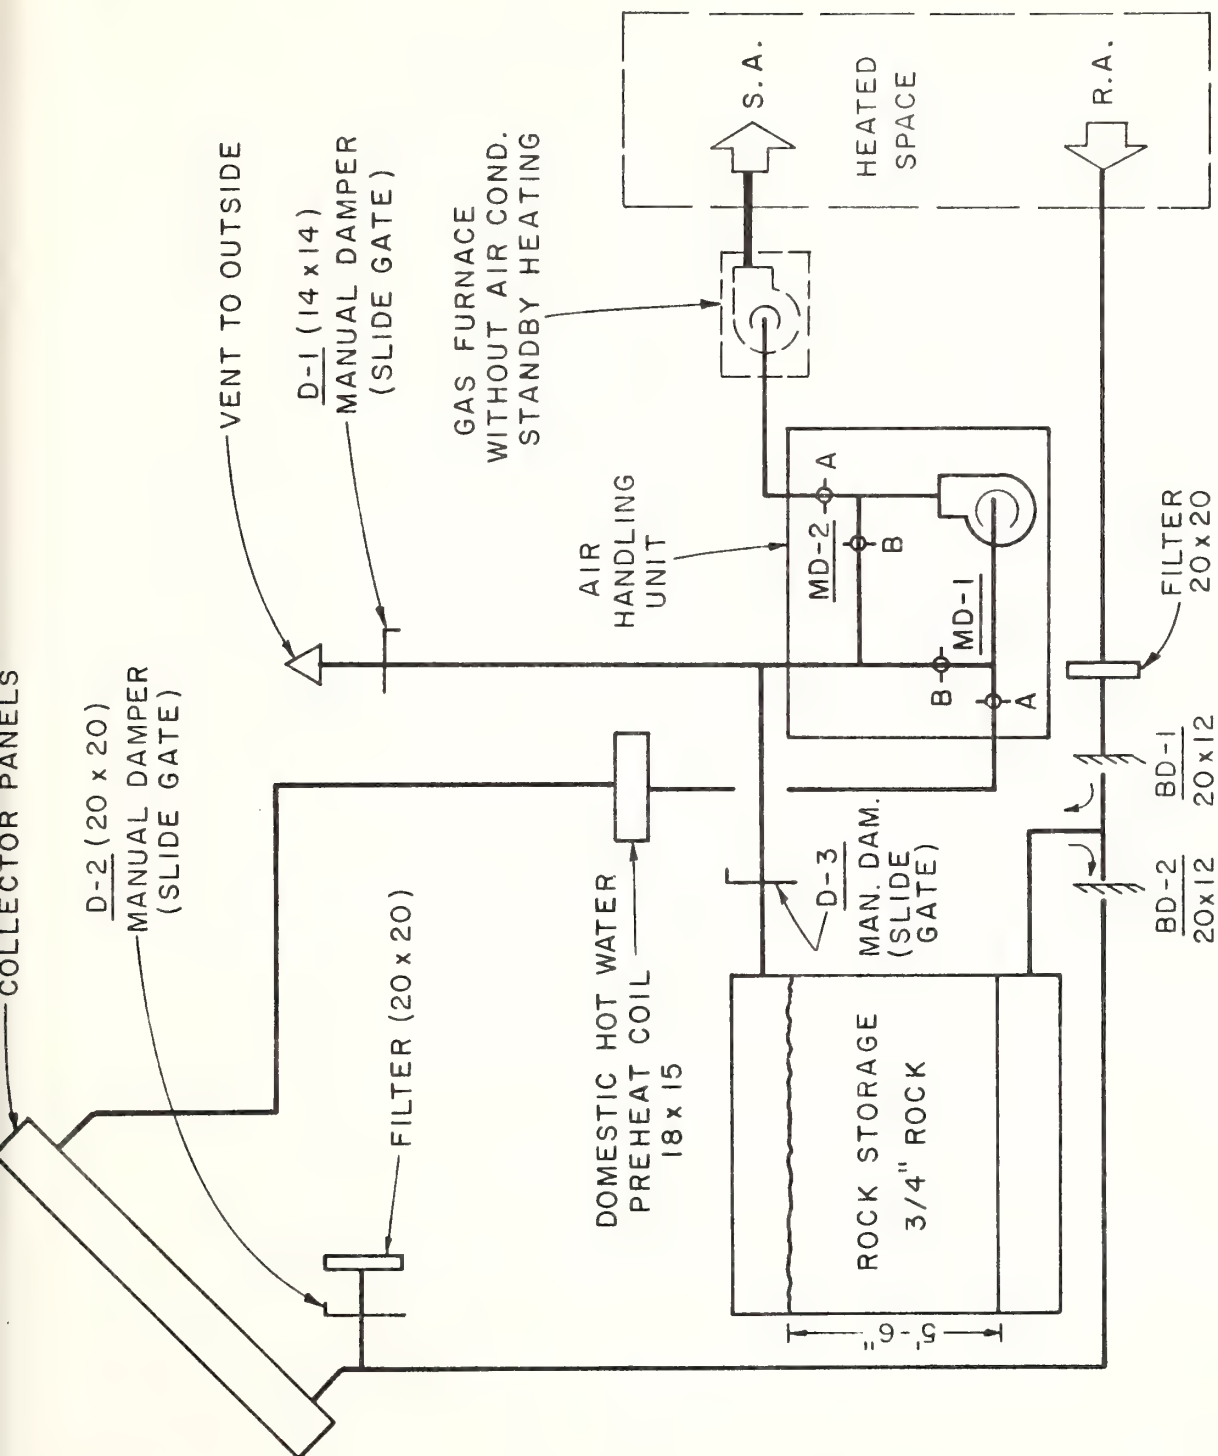 COLLECTOR PANELS
D-2 (20 x 20)
MANUAL DAMPER
(SLIDE GATE)
VENT TO OUTSIDE
D-1 (14 x 14)
MANUAL DAMPER
(SLIDE GATE)
GAS FURNACE
WITHOUT AIR COND.
STANDBY HEATING
S.A.
HEATED
SPACE
R.A.
FILTER (20 x 20)
DOMESTIC HOT WATER
PREHEAT COIL
18 x 15
AIR
HANDLING
UNIT
MD-2
A
B
MD-1
B
A
D-3
MAN. DAM.
(SLIDE
GATE)
ROCK STORAGE
3/4" ROCK
5'-6"
BD-2
20x12
BD-1
20x12
FILTER
20x20